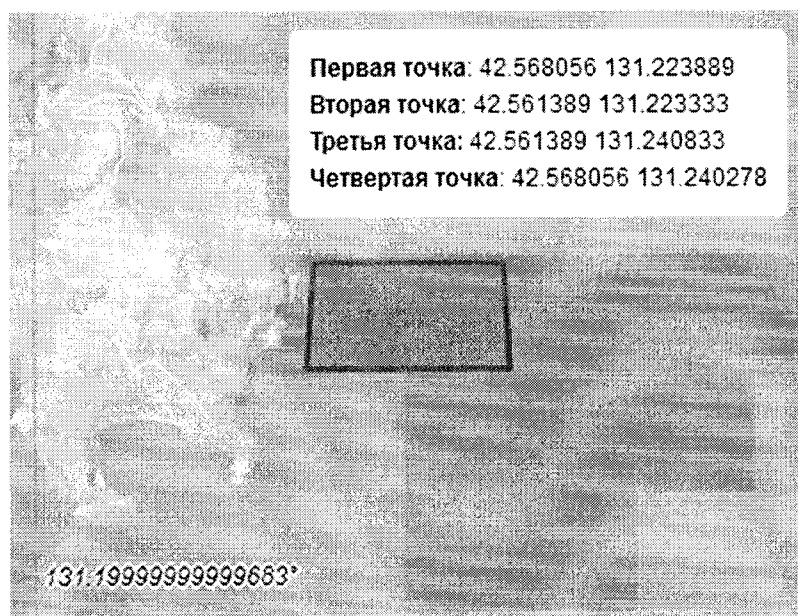 Первая точка: 42.568056 131.223889
Вторая точка: 42.561389 131.223333
Третья точка: 42.561389 131.240833
Четвертая точка: 42.568056 131.240278
131.19999999999683°